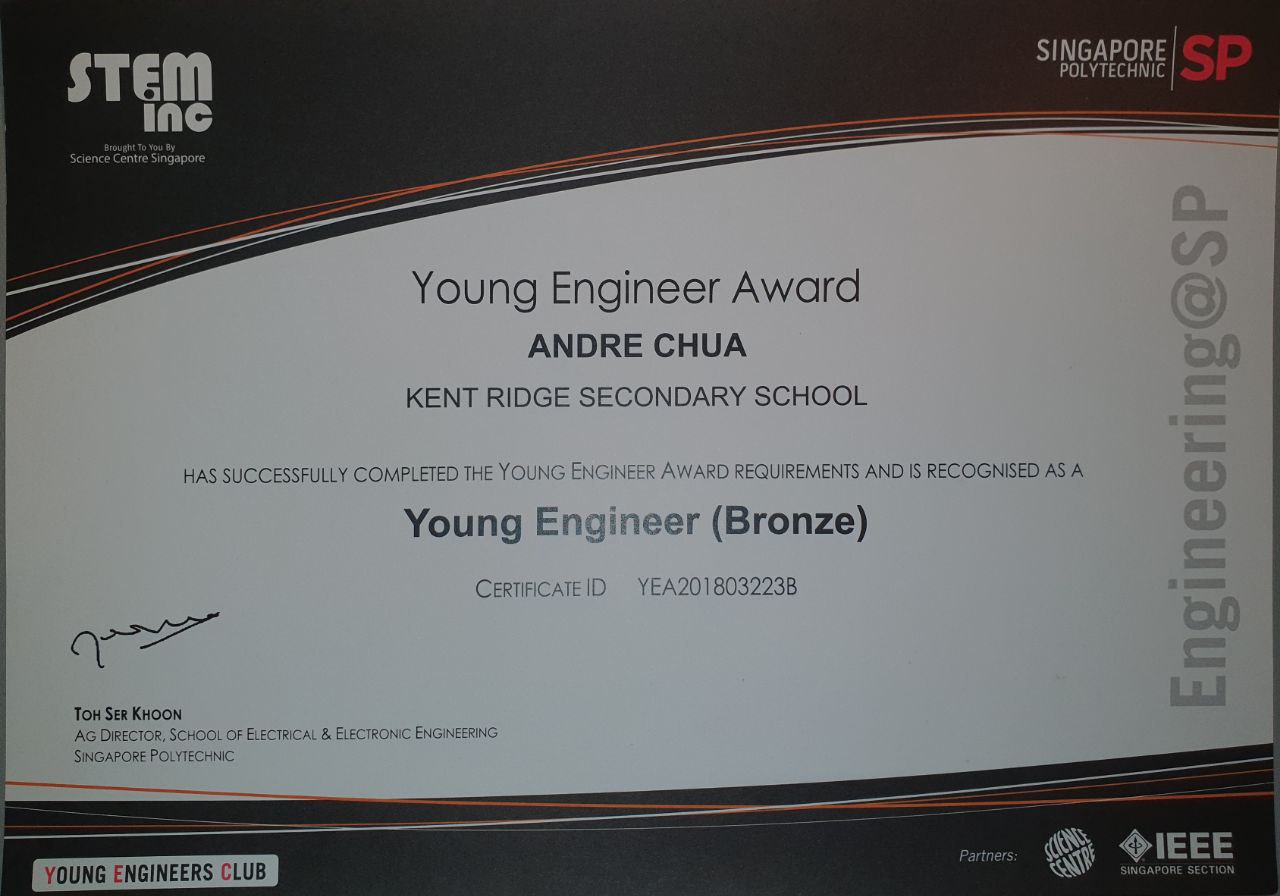 STEM
inc
Brought To You By
Science Centre Singapore
SINGAPORE
POLYTECHNIC
SP
Young Engineer Award
ANDRE CHUA
KENT RIDGE SECONDARY SCHOOL
HAS SUCCESSFULLY COMPLETED THE YOUNG ENGINEER AWARD REQUIREMENTS AND IS RECOGNISED AS A
Young Engineer (Bronze)
CERTIFICATE ID YEA201803223B
Engineering@SP
TOH SER KHOON
AG DIRECTOR, SCHOOL OF ELECTRICAL & ELECTRONIC ENGINEERING
SINGAPORE POLYTECHNIC
YOUNG ENGINEERS CLUB
Partners:
SCIENCE
CENTRE
IEEE
SINGAPORE SECTION